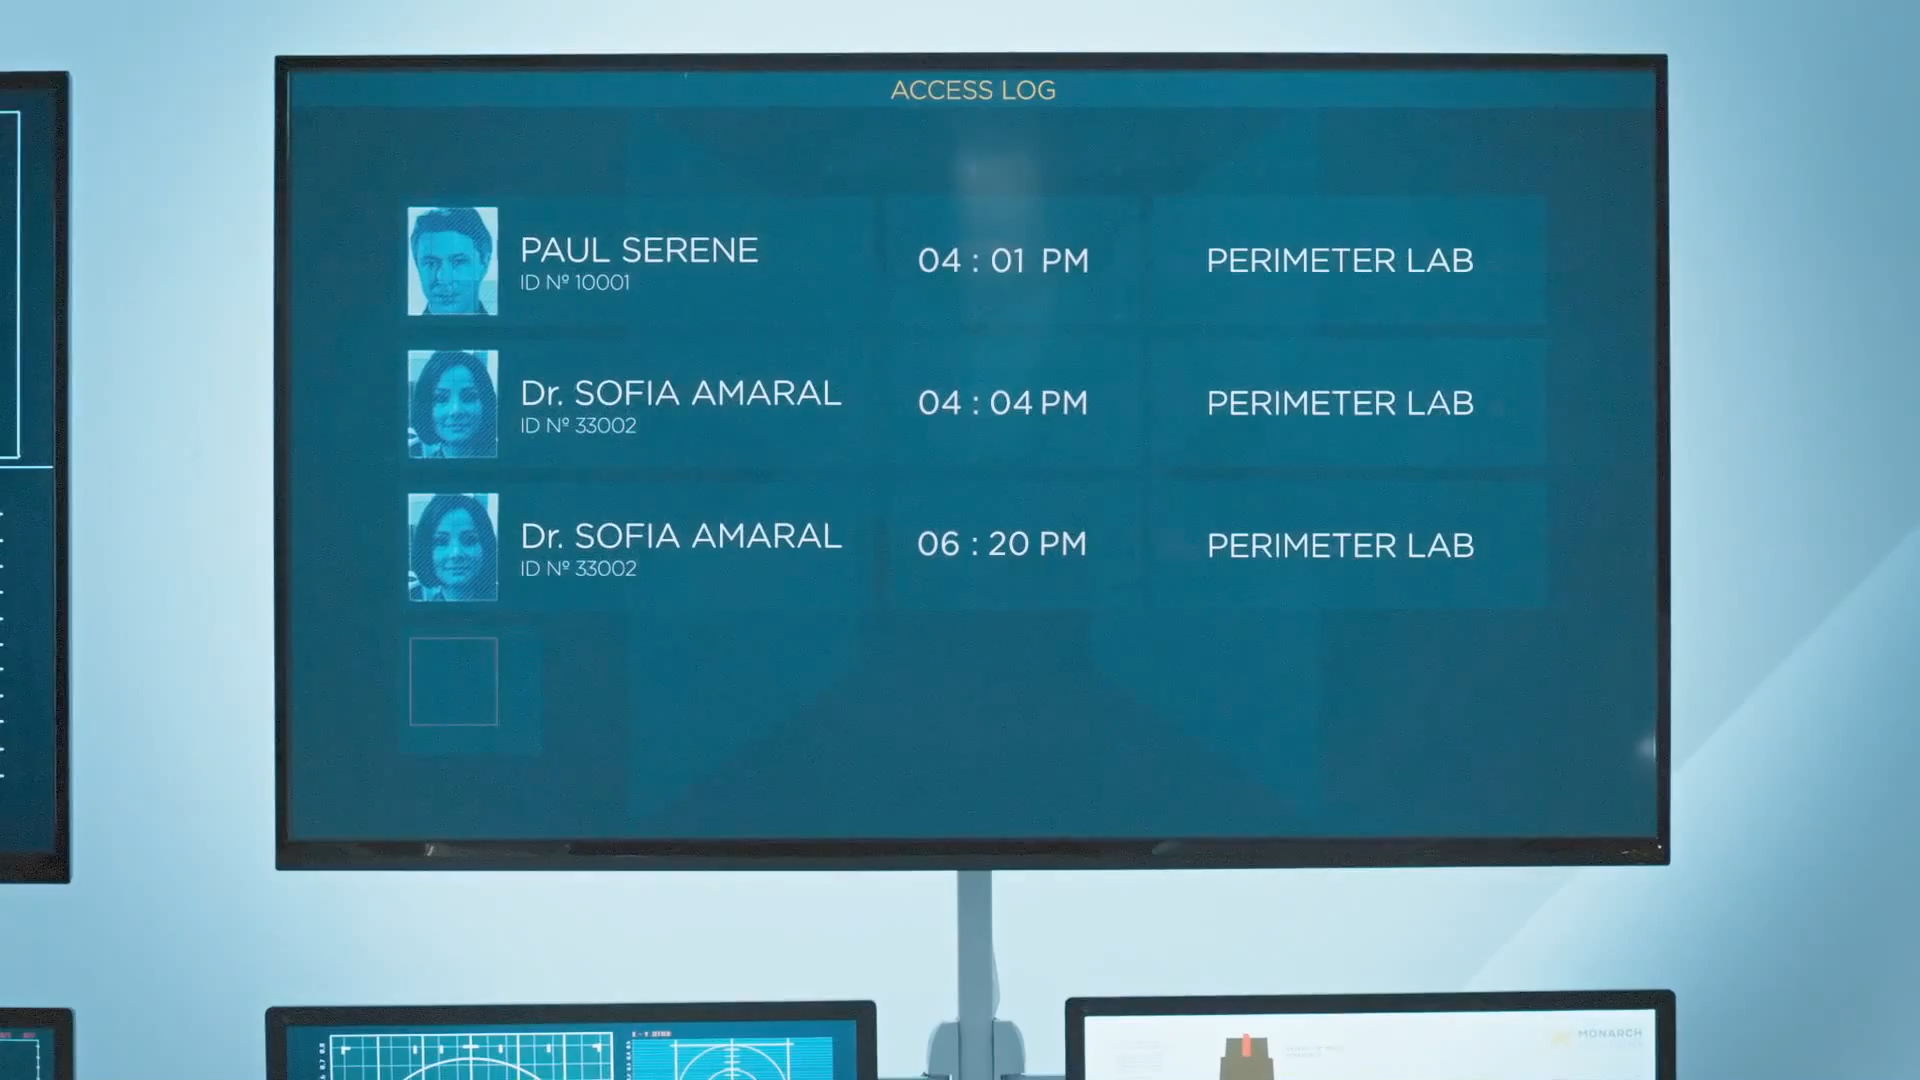 ACCESS LOG
PAUL SERENE
ID Nº 10001
04 : 01 PM
PERIMETER LAB
Dr. SOFIA AMARAL
ID Nº 33002
04 : 04 PM
PERIMETER LAB
Dr. SOFIA AMARAL
ID Nº 33002
06 : 20 PM
PERIMETER LAB
MONARCH